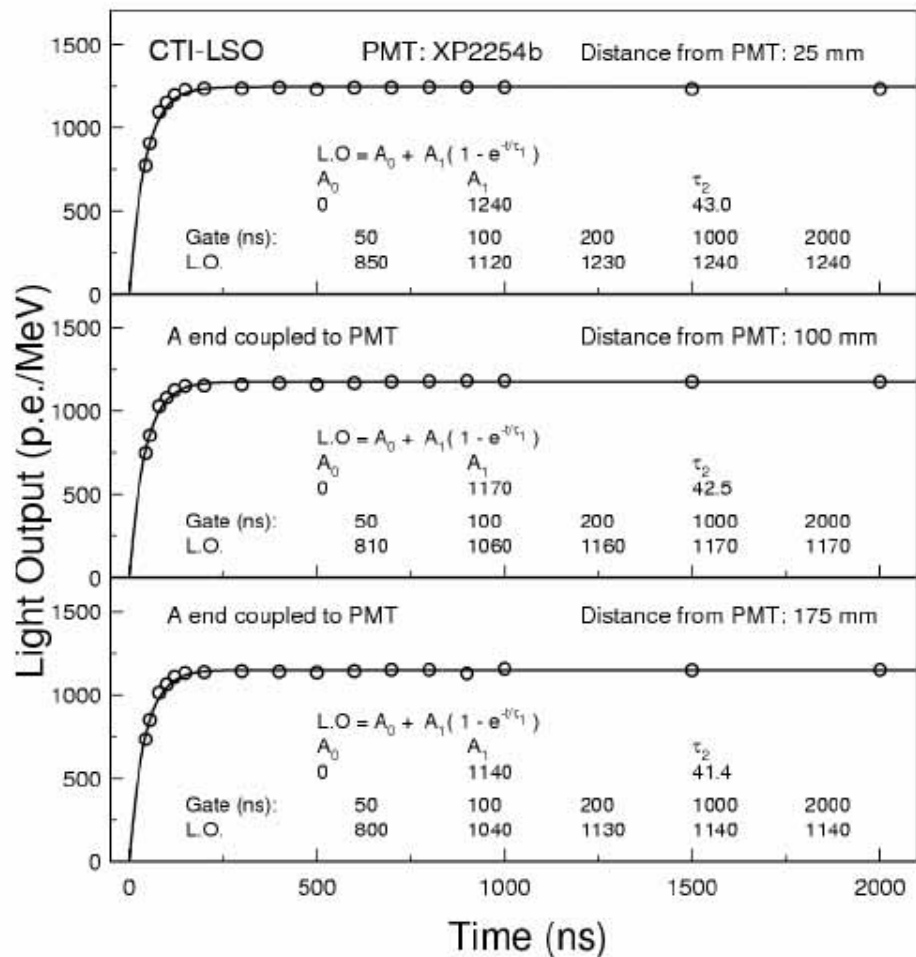 CTI-LSO PMT: XP2254b Distance from PMT: 25 mm
L.O = A₀ + A₁( 1 - e^-t/τ₁)
A₀ A₁ τ₂
0 1240 43.0
Gate (ns): 50 100 200 1000 2000
L.O. 850 1120 1230 1240 1240
1500
1000
500
0
A end coupled to PMT Distance from PMT: 100 mm
L.O = A₀ + A₁( 1 - e^-t/τ₁)
A₀ A₁ τ₂
0 1170 42.5
Gate (ns): 50 100 200 1000 2000
L.O. 810 1060 1160 1170 1170
1500
1000
500
0
A end coupled to PMT Distance from PMT: 175 mm
L.O = A₀ + A₁( 1 - e^-t/τ₁)
A₀ A₁ τ₂
0 1140 41.4
Gate (ns): 50 100 200 1000 2000
L.O. 800 1040 1130 1140 1140
1500
1000
500
0
Light Output (p.e./MeV)
0 500 1000 1500 2000
Time (ns)